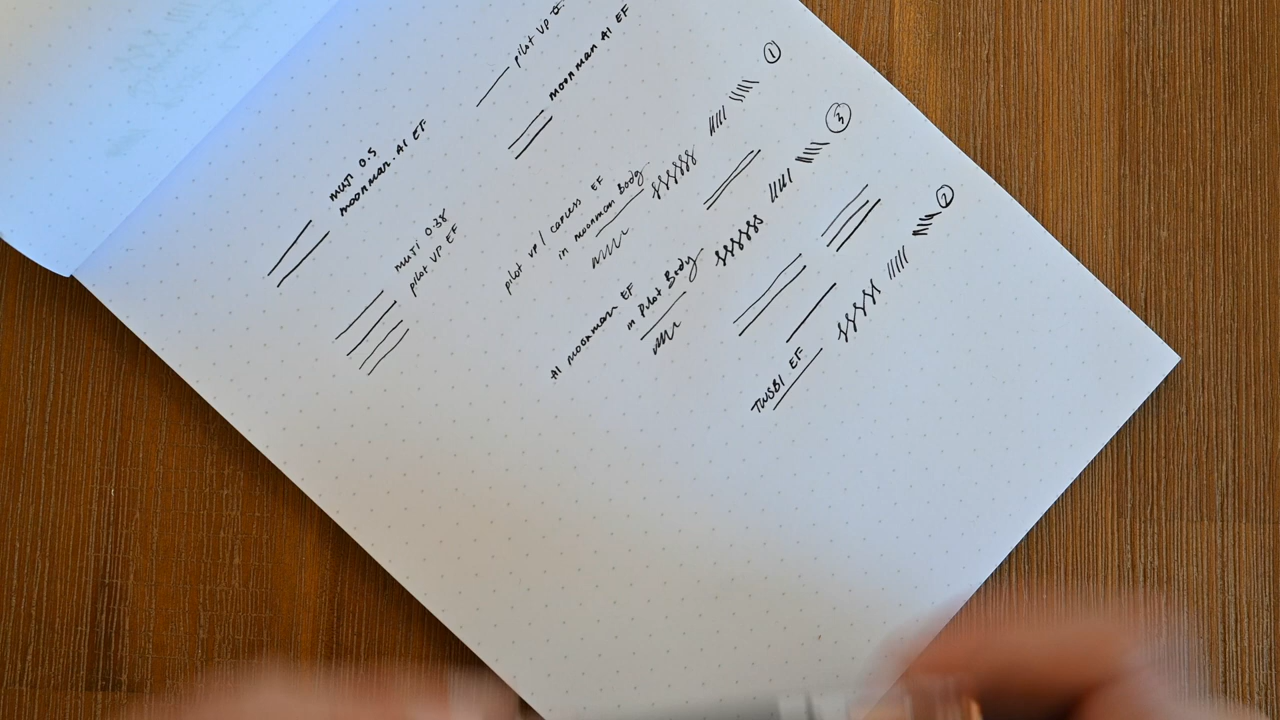 pilot VP
moonman A1 EF
muji 0.5
moonman A1 EF
muji 0.38
pilot VP EF
pilot VP / capless EF
in moonman Body
1
A1 moonman EF
in Pilot Body
3
TWSBI EF
2